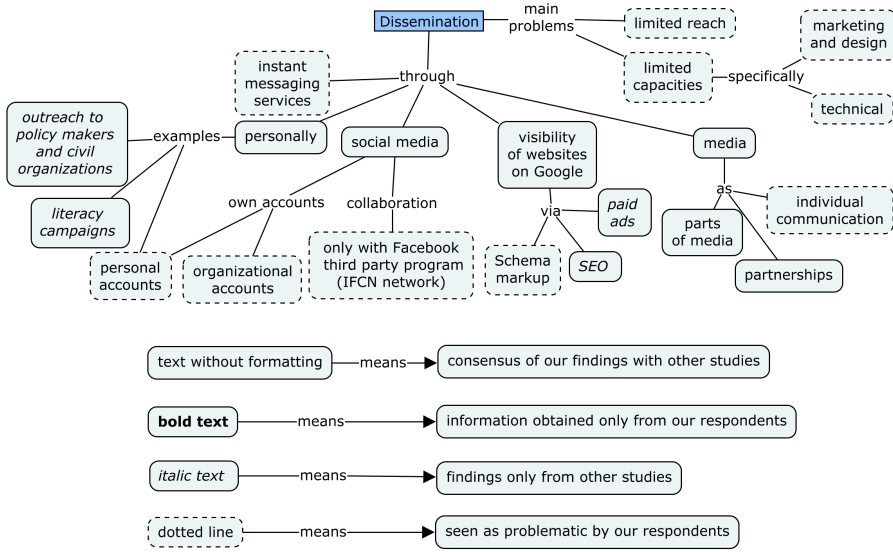 Dissemination
main
problems
limited reach
marketing
and design
limited
capacities
specifically
technical
instant
messaging
services
through
outreach to
policy makers
and civil
organizations
examples
personally
social media
visibility
of websites
on Google
media
literacy
campaigns
own accounts
collaboration
via
paid
ads
as
individual
communication
parts
of media
personal
accounts
organizational
accounts
only with Facebook
third party program
(IFCN network)
Schema
markup
SEO
partnerships
text without formatting
means
consensus of our findings with other studies
bold text
means
information obtained only from our respondents
italic text
means
findings only from other studies
dotted line
means
seen as problematic by our respondents